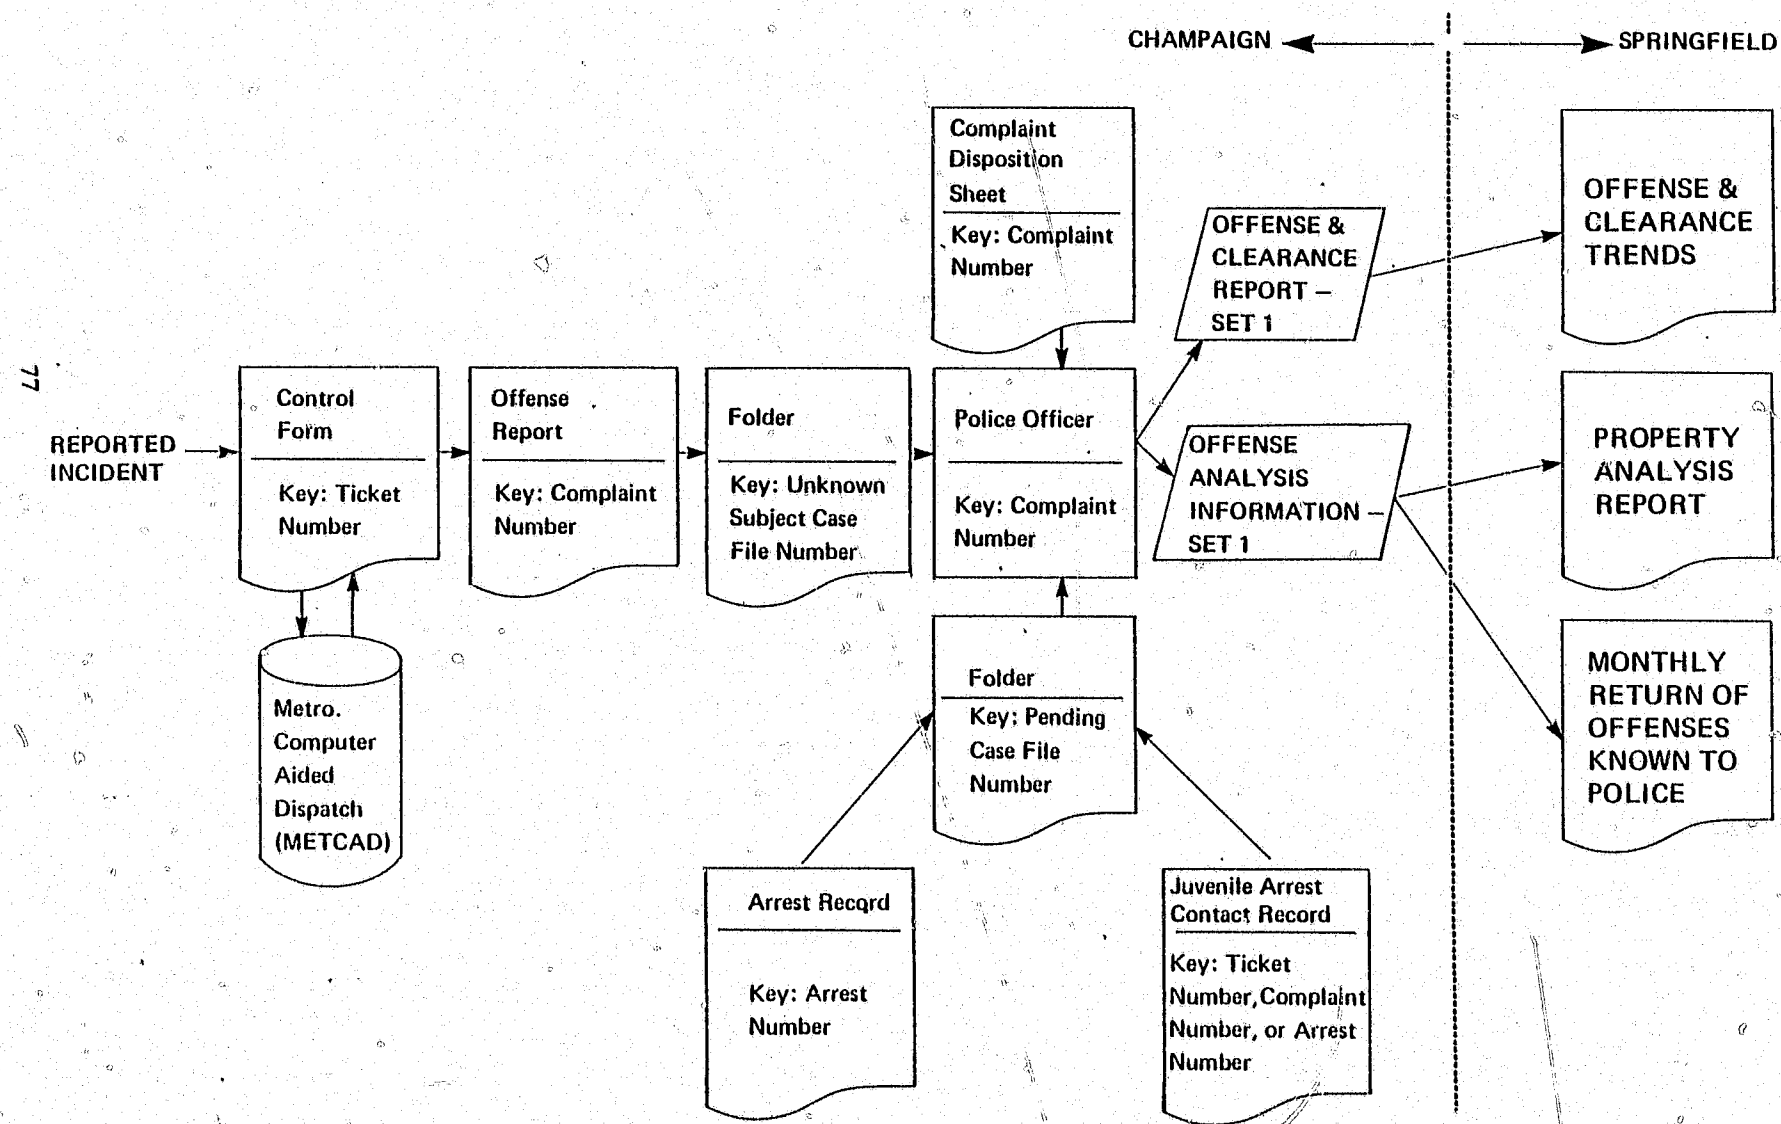 CHAMPAIGN
SPRINGFIELD
Complaint
Disposition
Sheet
Key: Complaint
Number
OFFENSE &
CLEARANCE
REPORT –
SET 1
OFFENSE &
CLEARANCE
TRENDS
77
REPORTED
INCIDENT
Control
Form
Key: Ticket
Number
Offense
Report
Key: Complaint
Number
Folder
Key: Unknown
Subject Case
File Number
Police Officer
Key: Complaint
Number
OFFENSE
ANALYSIS
INFORMATION –
SET 1
PROPERTY
ANALYSIS
REPORT
Metro.
Computer
Aided
Dispatch
(METCAD)
Folder
Key: Pending
Case File
Number
MONTHLY
RETURN OF
OFFENSES
KNOWN TO
POLICE
Arrest Record
Key: Arrest
Number
Juvenile Arrest
Contact Record
Key: Ticket
Number, Complaint
Number, or Arrest
Number